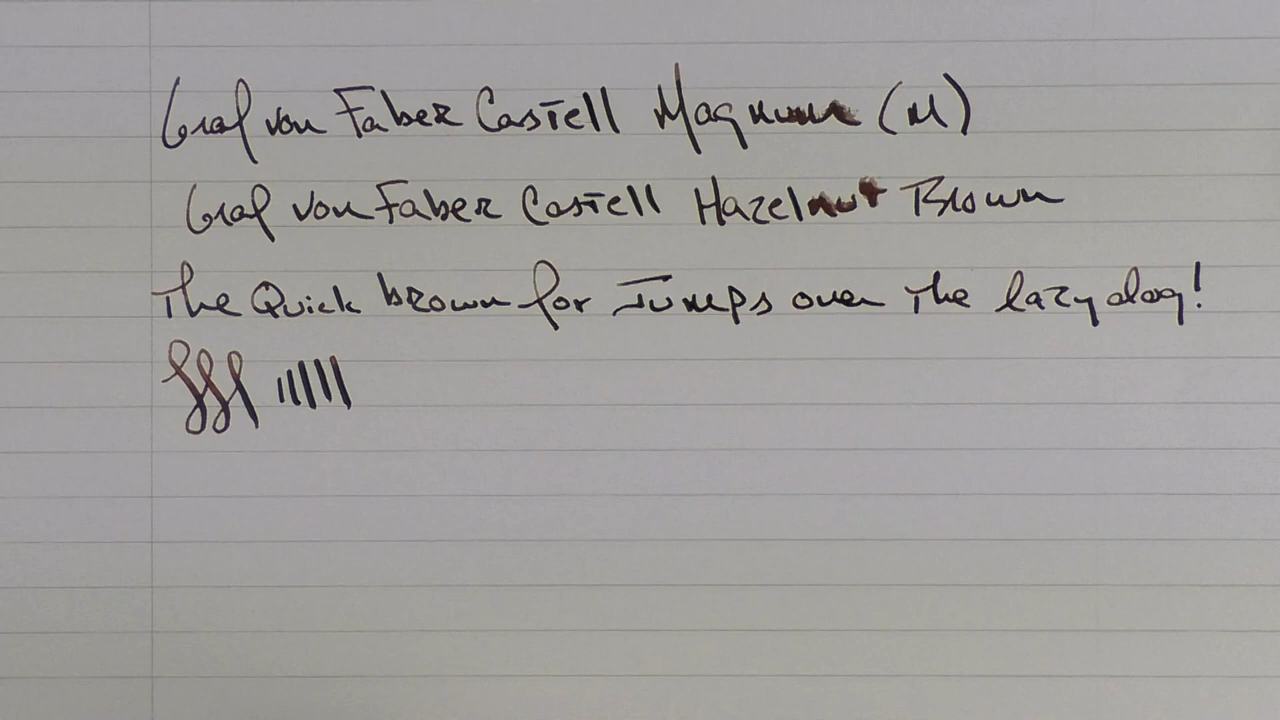 Graf von Faber Castell Magnum (M)
Graf von Faber Castell Hazelnut Brown
The Quick brown fox Jumps over The lazy dog!